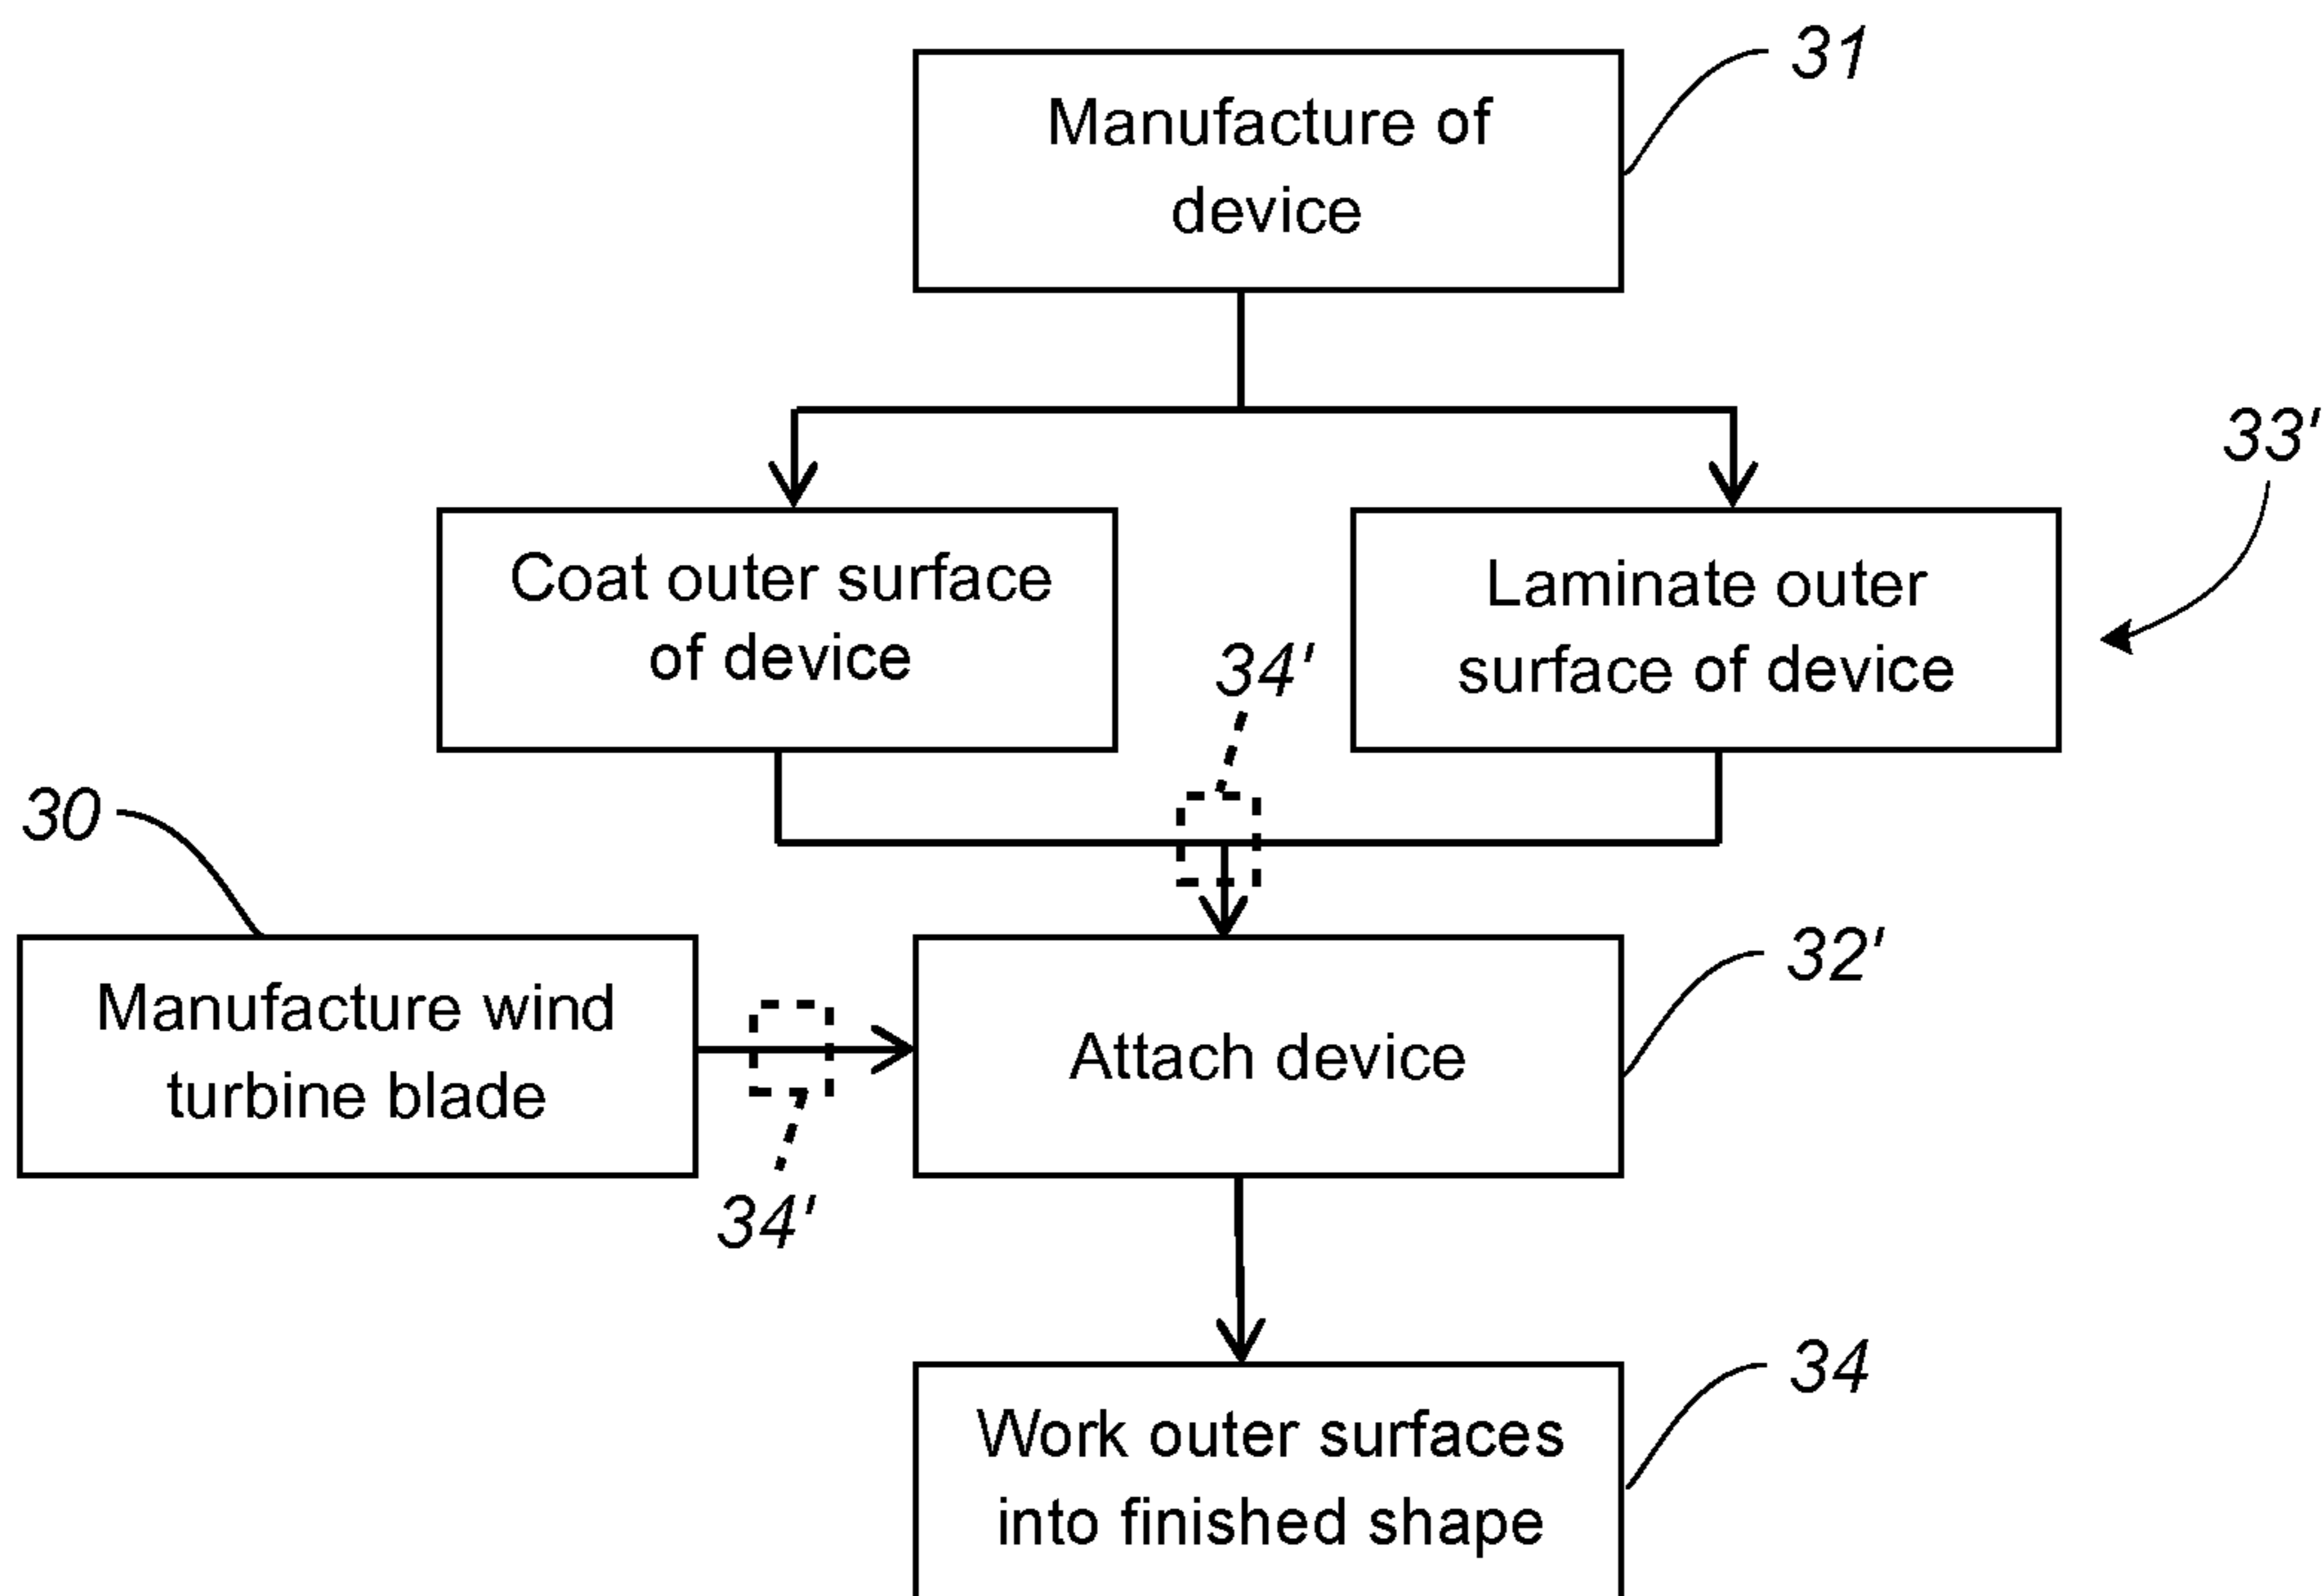 31
Manufacture of
device
33'
Coat outer surface
of device
Laminate outer
surface of device
34'
30
Manufacture wind
turbine blade
32'
Attach device
34'
34
Work outer surfaces
into finished shape